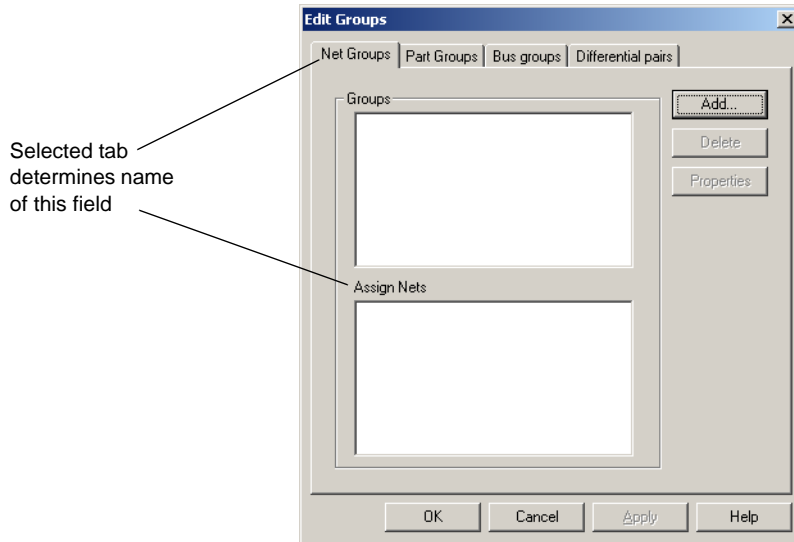 Edit Groups
Net Groups Part Groups Bus groups Differential pairs
Groups
Add...
Delete
Properties
Selected tab
determines name
of this field
Assign Nets
OK Cancel Apply Help